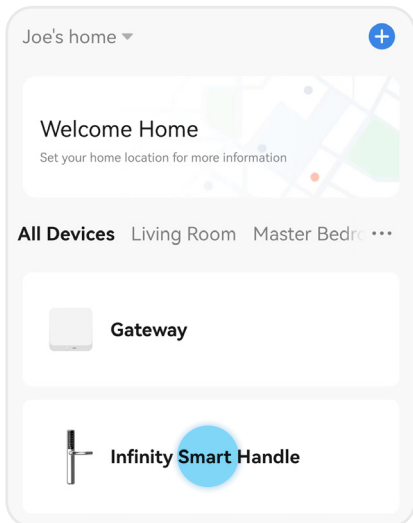 Joe's home
Welcome Home
Set your home location for more information
All Devices Living Room Master Bedro
Gateway
Infinity Smart Handle